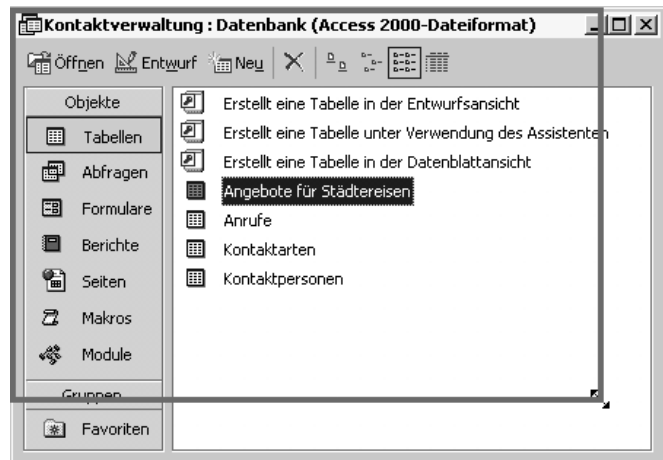 Kontaktverwaltung : Datenbank (Access 2000-Dateiformat)
Öffnen Entwurf Neu
Objekte
Tabellen
Abfragen
Formulare
Berichte
Seiten
Makros
Module
Gruppen
Favoriten
Erstellt eine Tabelle in der Entwurfsansicht
Erstellt eine Tabelle unter Verwendung des Assistenten
Erstellt eine Tabelle in der Datenblattansicht
Angebote für Städtereisen
Anrufe
Kontaktarten
Kontaktpersonen